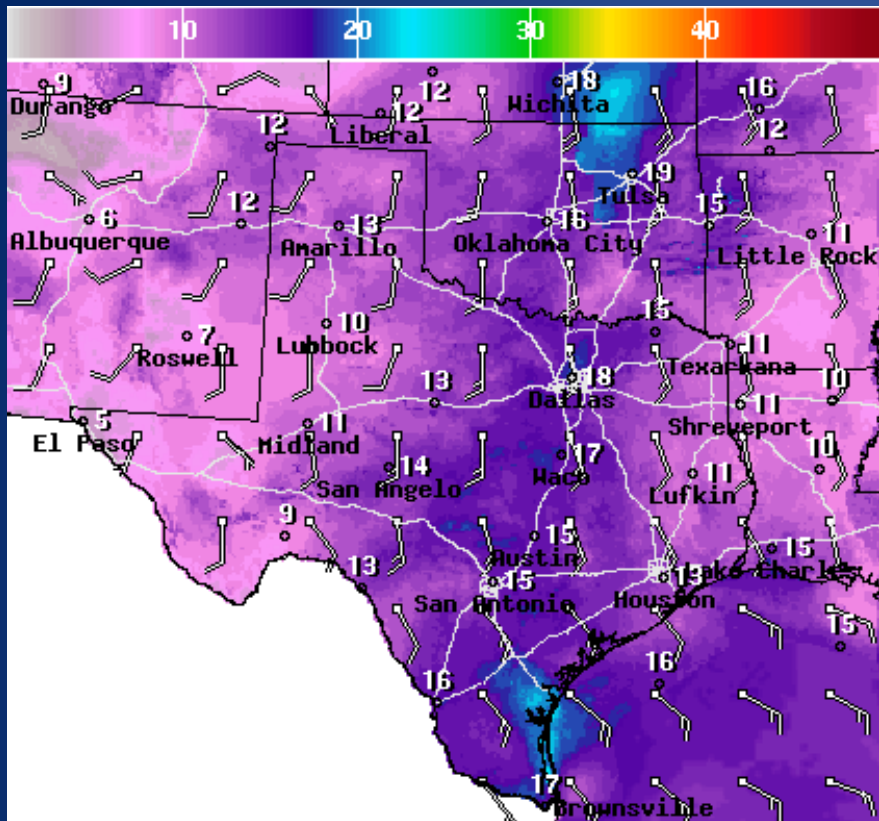 10 20 30 40
9
18
12
16
Durango
Wichita
12
Liberal
12
12
19
Tulsa
6
12
13
16
15
11
Albuquerque
Amarillo
Oklahoma City
Little Rock
7
10
15
Roswell
Lubbock
11
Texarkana
18
13
Dallas
10
5
11
11
Shreveport
El Paso
Midland
17
14
Waco
10
San Angelo
11
Lufkin
9
15
15
Austin
13
15
13
Lake Charles
San Antonio
Houston
15
16
16
17
Brownsville